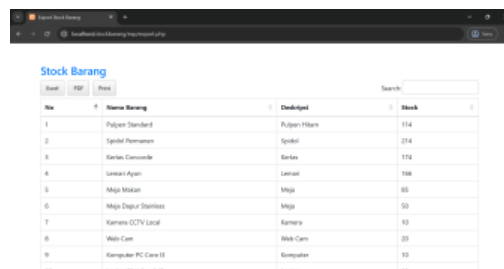 Export Stock Barang
localhost/stockbarang/mp/export.php
Stock Barang
Excel PDF Print
Search:
No Nama Barang Deskripsi Stock
1 Pulpen Standard Pulpen Hitam 114
2 Spidol Permanan Spidol 214
3 Kertas Concorde Kertas 174
4 Lemari Ayun Lemari 166
5 Meja Makan Meja 65
6 Meja Dapur Stainless Meja 50
7 Kamera CCTV Local Kamera 10
8 Web Cam Web Cam 20
9 Komputer PC Core I3 Komputer 10